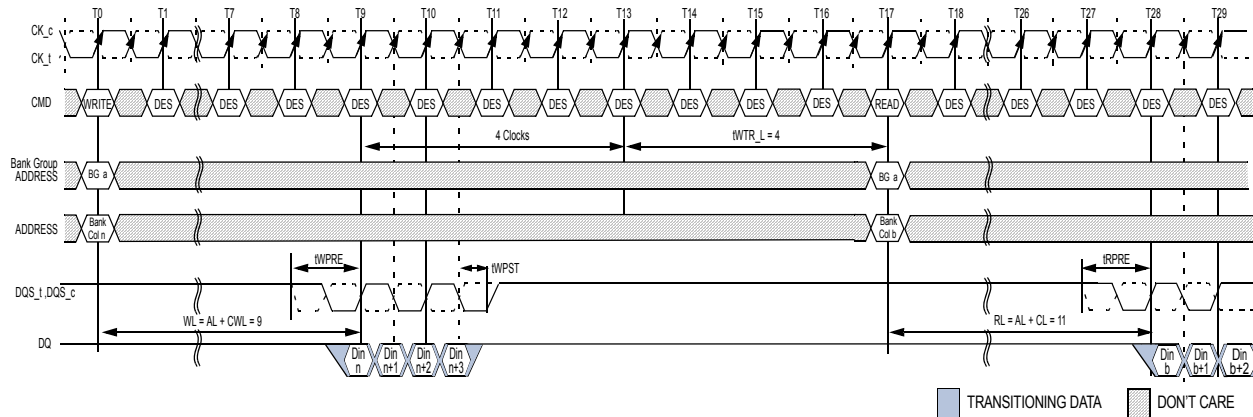 T0 T1 T7 T8 T9 T10 T11 T12 T13 T14 T15 T16 T17 T18 T26 T27 T28 T29
CK_c
CK_t
CMD WRITE DES DES DES DES DES DES DES DES DES DES DES READ DES DES DES DES DES
4 Clocks tWTR_L = 4
Bank Group
ADDRESS BG a BG a
ADDRESS Bank Col n Bank Col b
tWPRE tWPST tRPRE
DQS_t ,DQS_c
WL = AL + CWL = 9 RL = AL + CL = 11
DQ Din n Din n+1 Din n+2 Din n+3 Din b Din b+1 Din b+2
TRANSITIONING DATA DON'T CARE